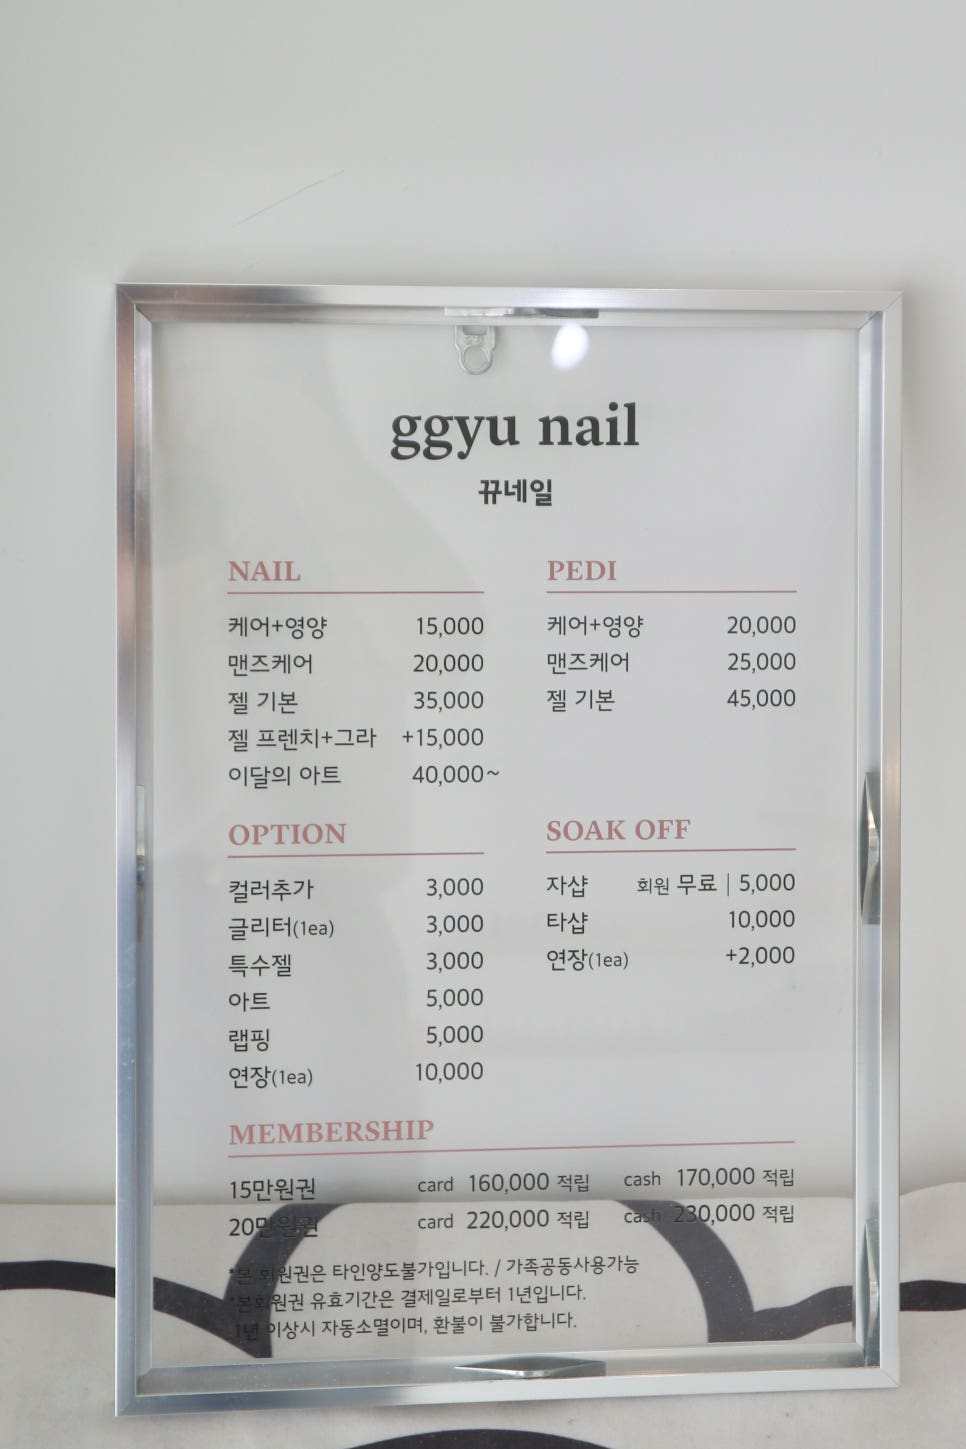 ggyu nail
뀨네일
NAIL
케어+영양 15,000
맨즈케어 20,000
젤 기본 35,000
젤 프렌치+그라 +15,000
이달의 아트 40,000~
PEDI
케어+영양 20,000
맨즈케어 25,000
젤 기본 45,000
OPTION
컬러추가 3,000
글리터(1ea) 3,000
특수젤 3,000
아트 5,000
랩핑 5,000
연장(1ea) 10,000
SOAK OFF
자샵 회원 무료 | 5,000
타샵 10,000
연장(1ea) +2,000
MEMBERSHIP
15만원권 card 160,000 적립 cash 170,000 적립
20만원권 card 220,000 적립 cash 230,000 적립
*본 회원권은 타인양도불가입니다. / 가족공동사용가능
*본회원권 유효기간은 결제일로부터 1년입니다.
1년 이상시 자동소멸이며, 환불이 불가합니다.